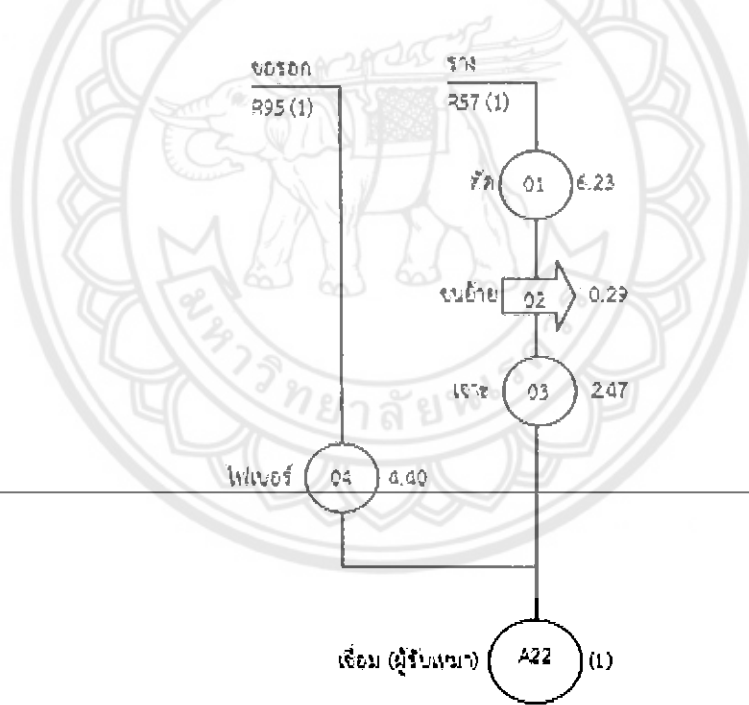 ขอรอก
R95 (1)
ราง
R57 (1)
ตัด 01 6.23
ขนย้าย 02 0.29
เจาะ 03 2.47
ไฟเบอร์ 04 4.40
เชื่อม (ผู้รับเหมา) A22 (1)